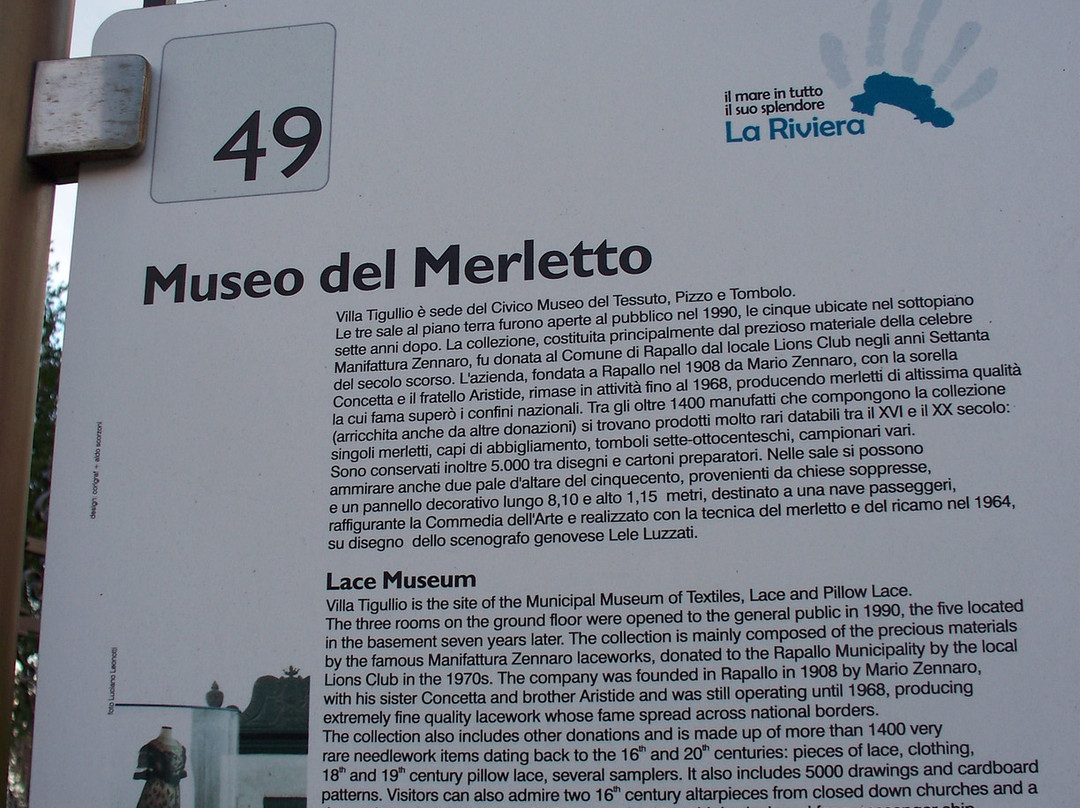 49
il mare in tutto
il suo splendore
La Riviera
Museo del Merletto
Villa Tigullio è sede del Civico Museo del Tessuto, Pizzo e Tombolo.
Le tre sale al piano terra furono aperte al pubblico nel 1990, le cinque ubicate nel sottopiano
sette anni dopo. La collezione, costituita principalmente dal prezioso materiale della celebre
Manifattura Zennaro, fu donata al Comune di Rapallo dal locale Lions Club negli anni Settanta
del secolo scorso. L'azienda, fondata a Rapallo nel 1908 da Mario Zennaro, con la sorella
Concetta e il fratello Aristide, rimase in attività fino al 1968, producendo merletti di altissima qualità
la cui fama superò i confini nazionali. Tra gli oltre 1400 manufatti che compongono la collezione
(arricchita anche da altre donazioni) si trovano prodotti molto rari databili tra il XVI e il XX secolo:
singoli merletti, capi di abbigliamento, tomboli sette-ottocenteschi, campionari vari.
Sono conservati inoltre 5.000 tra disegni e cartoni preparatori. Nelle sale si possono
ammirare anche due pale d'altare del cinquecento, provenienti da chiese soppresse,
e un pannello decorativo lungo 8,10 e alto 1,15 metri, destinato a una nave passeggeri,
raffigurante la Commedia dell'Arte e realizzato con la tecnica del merletto e del ricamo nel 1964,
su disegno dello scenografo genovese Lele Luzzati.
Lace Museum
Villa Tigullio is the site of the Municipal Museum of Textiles, Lace and Pillow Lace.
The three rooms on the ground floor were opened to the general public in 1990, the five located
in the basement seven years later. The collection is mainly composed of the precious materials
by the famous Manifattura Zennaro laceworks, donated to the Rapallo Municipality by the local
Lions Club in the 1970s. The company was founded in Rapallo in 1908 by Mario Zennaro,
with his sister Concetta and brother Aristide and was still operating until 1968, producing
extremely fine quality lacework whose fame spread across national borders.
The collection also includes other donations and is made up of more than 1400 very
rare needlework items dating back to the 16th and 20th centuries: pieces of lace, clothing,
18th and 19th century pillow lace, several samplers. It also includes 5000 drawings and cardboard
patterns. Visitors can also admire two 16th century altarpieces from closed down churches and a
design: congraf + aldo scorzoni
foto Luciano Leonotti